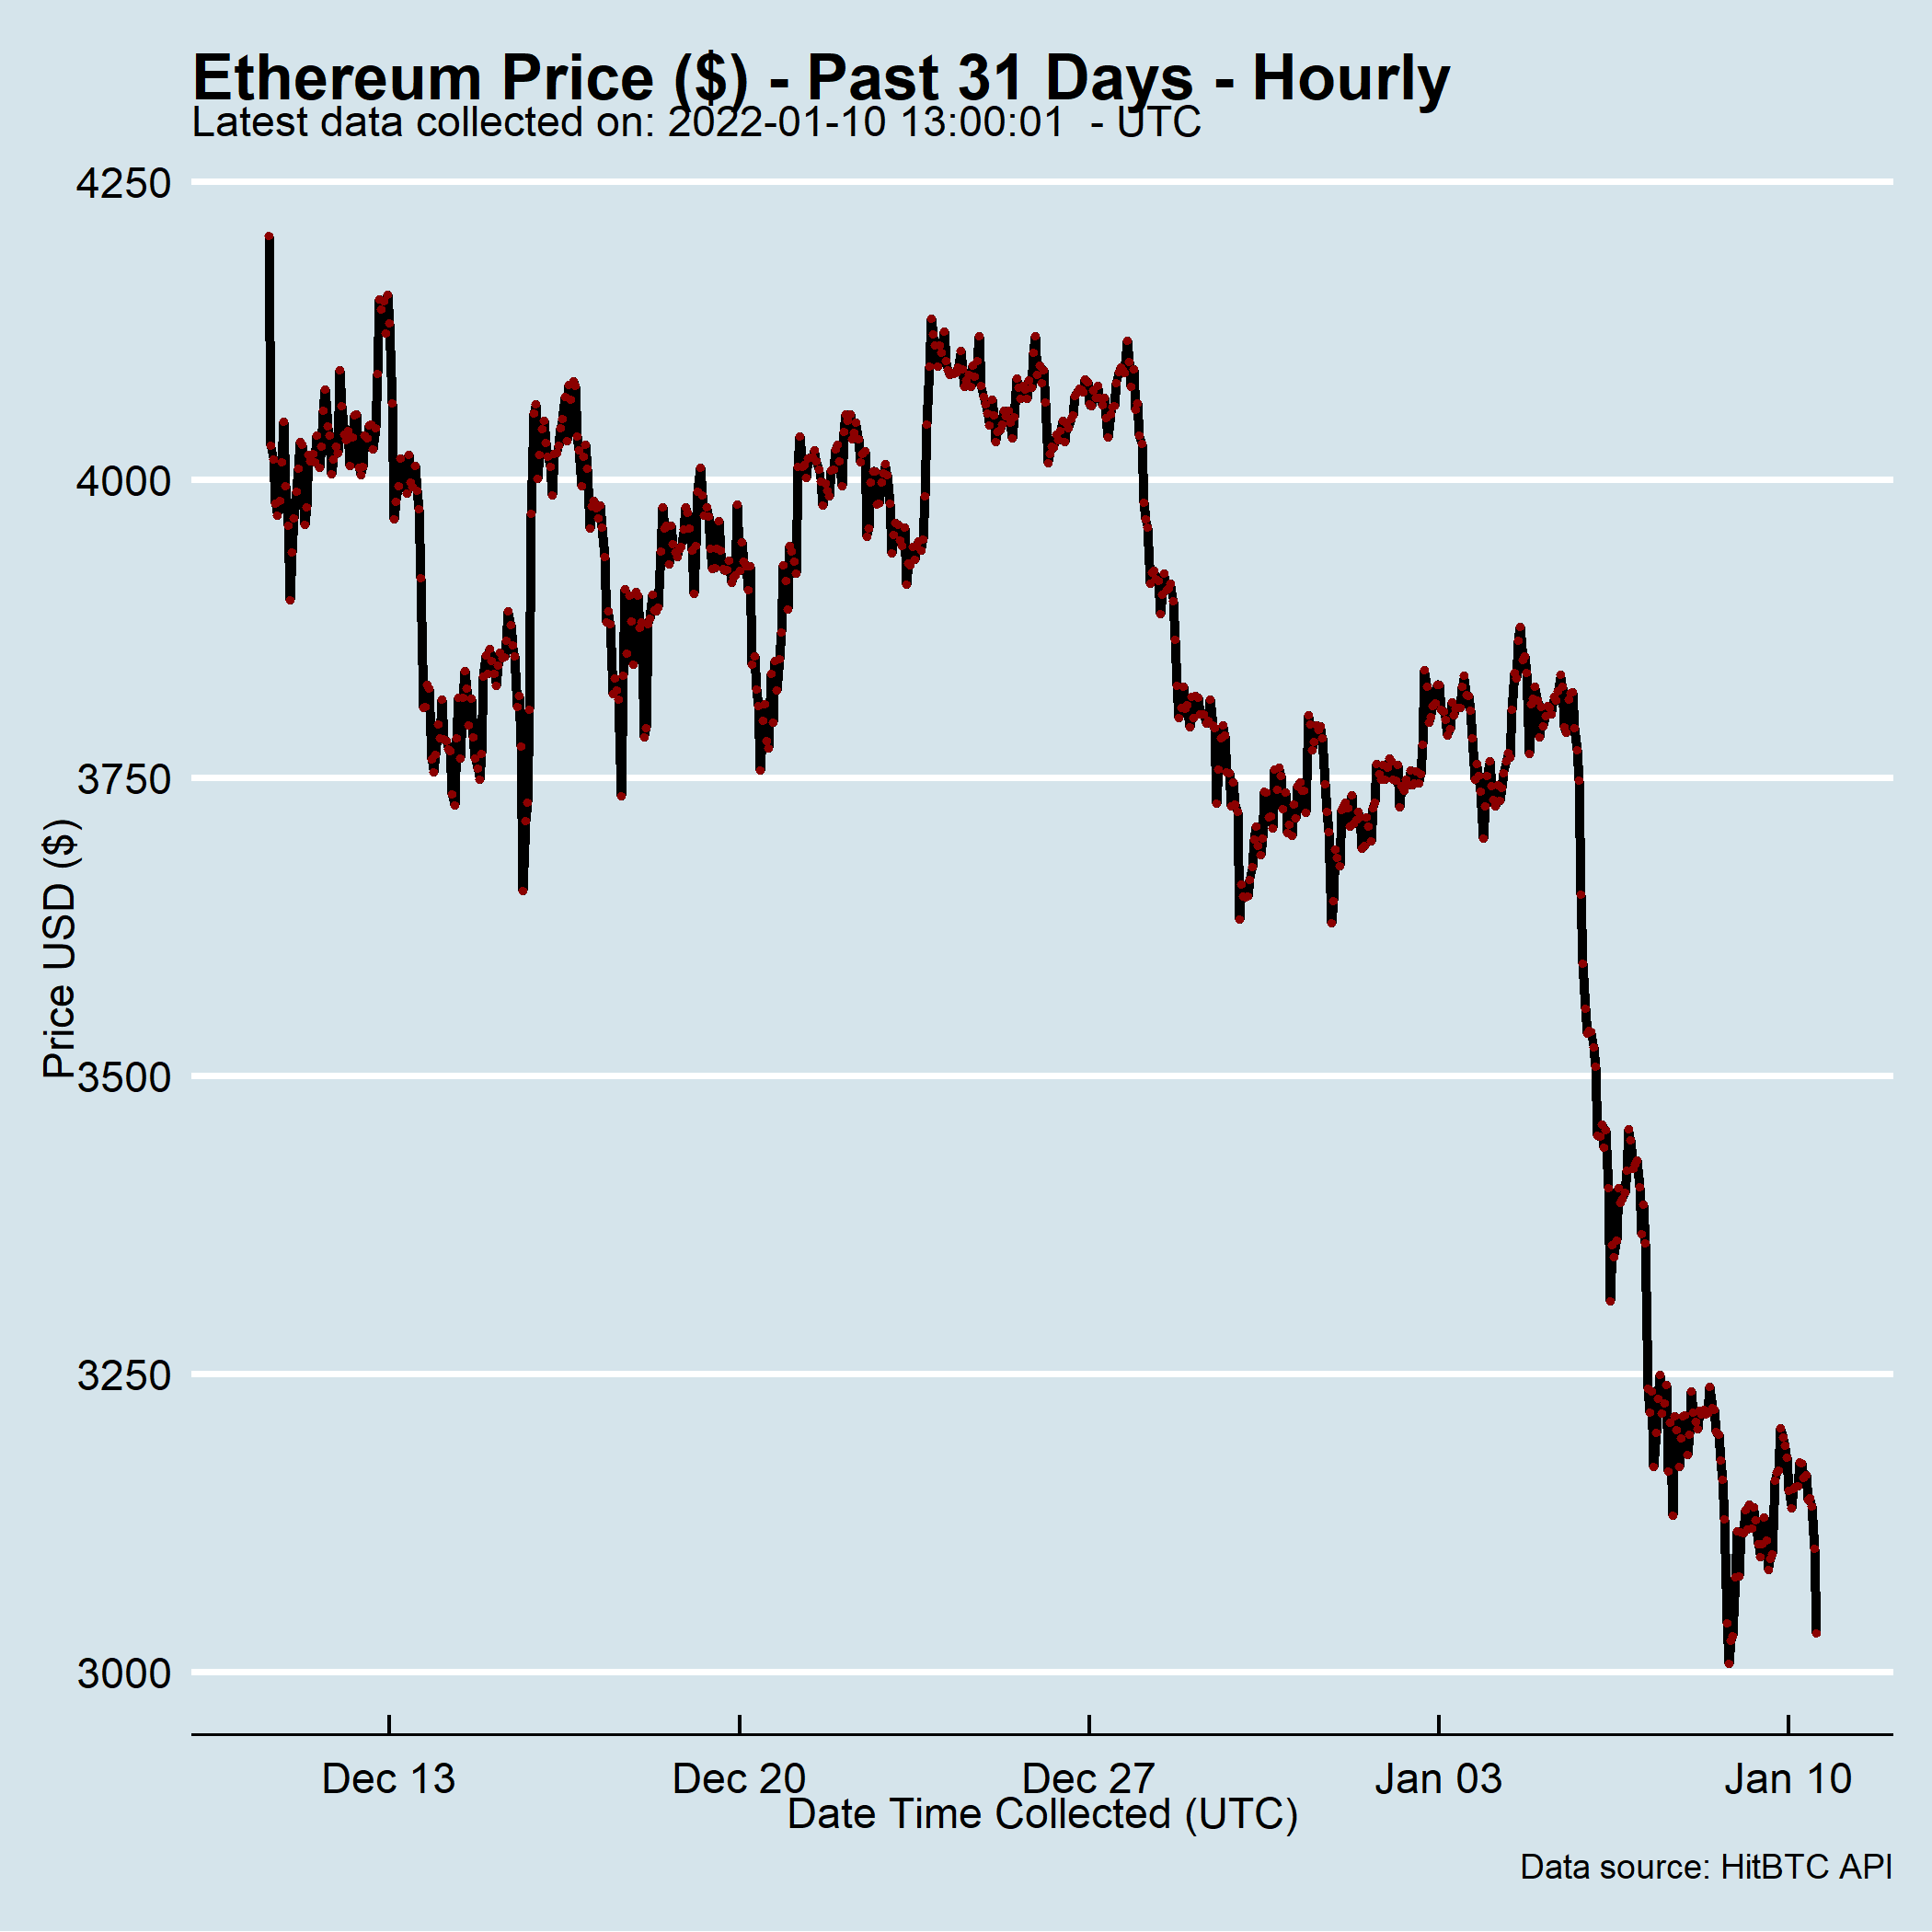 Ethereum Price ($) - Past 31 Days - Hourly
Latest data collected on: 2022-01-10 13:00:01  - UTC
4250
4000
3750
3500
3250
3000
Price USD ($)
Dec 13 Dec 20 Dec 27 Jan 03 Jan 10
Date Time Collected (UTC)
Data source: HitBTC API